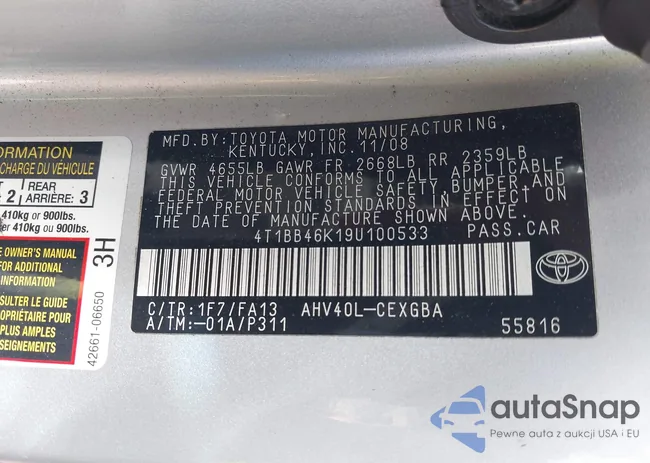 ORMATION
CHARGE DU VÉHICULE
2 REAR ARRIÈRE: 3
410kg or 900lbs.
er 410kg ou 900lbs.
E OWNER'S MANUAL
FOR ADDITIONAL
INFORMATION
SULTER LE GUIDE
PROPRIÉTAIRE POUR
PLUS AMPLES
SEIGNEMENTS
3H
42661-06650
MFD.BY:TOYOTA MOTOR MANUFACTURING,
KENTUCKY, INC.11/08
GVWR 4655LB GAWR FR 2668LB RR 2359LB
THIS VEHICLE CONFORMS TO ALL APPLICABLE
FEDERAL MOTOR VEHICLE SAFETY, BUMPER,AND
THEFT PREVENTION STANDARDS IN EFFECT ON
THE DATE OF MANUFACTURE SHOWN ABOVE.
4T1BB46K19U100533 PASS.CAR
C/TR:1F7/FA13 AHV40L-CEXGBA
A/TM:-01A/P311 55816
TOYOTA
autaSnap
Pewne auta z aukcji USA i EU